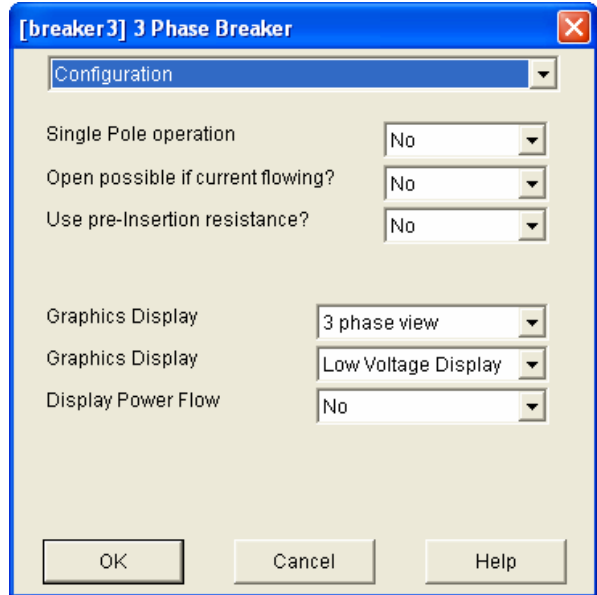 [breaker3] 3 Phase Breaker
Configuration
Single Pole operation No
Open possible if current flowing? No
Use pre-Insertion resistance? No
Graphics Display 3 phase view
Graphics Display Low Voltage Display
Display Power Flow No
OK Cancel Help